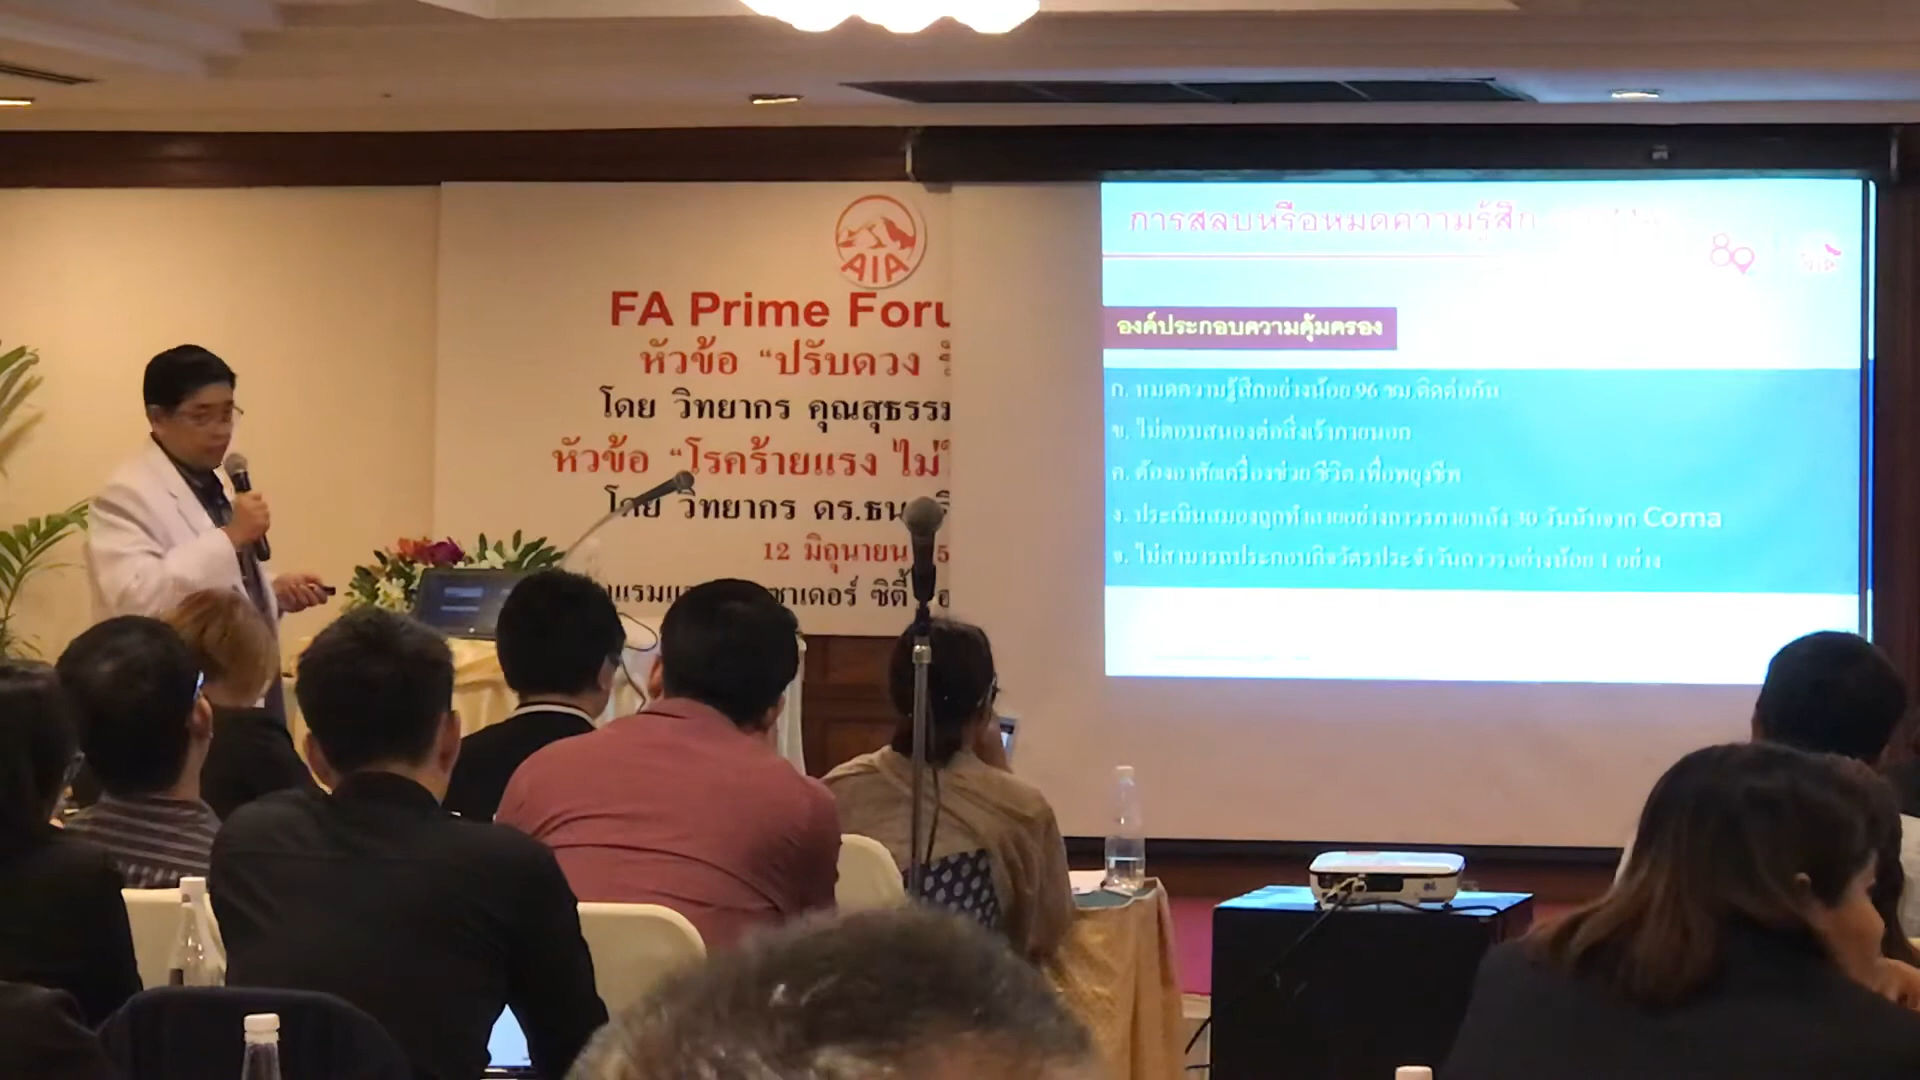 AIA
FA Prime Foru
หัวข้อ "ปรับดวง
โดย วิทยากร คุณสุธรรม
หัวข้อ "โรคร้ายแรง ไม่ใ
โดย วิทยากร ดร.ธน
12 มิถุนายน 5
ซาเดอร์ ซิตี้
การสลบหรือหมดความรู้สึก
องค์ประกอบความคุ้มครอง
ก. หมดความรู้สึกอย่างน้อย 96 ชม.ติดต่อกัน
ข. ไม่ตอบสนองต่อสิ่งเร้าภายนอก
ค. ต้องอาศัยเครื่องช่วยชีวิตเพื่อพยุงชีพ
ง. ประเมินสมองถูกทำลายอย่างถาวรภายหลัง 30 วันนับจาก Coma
จ. ไม่สามารถประกอบกิจวัตรประจำวันถาวรอย่างน้อย 1 อย่าง